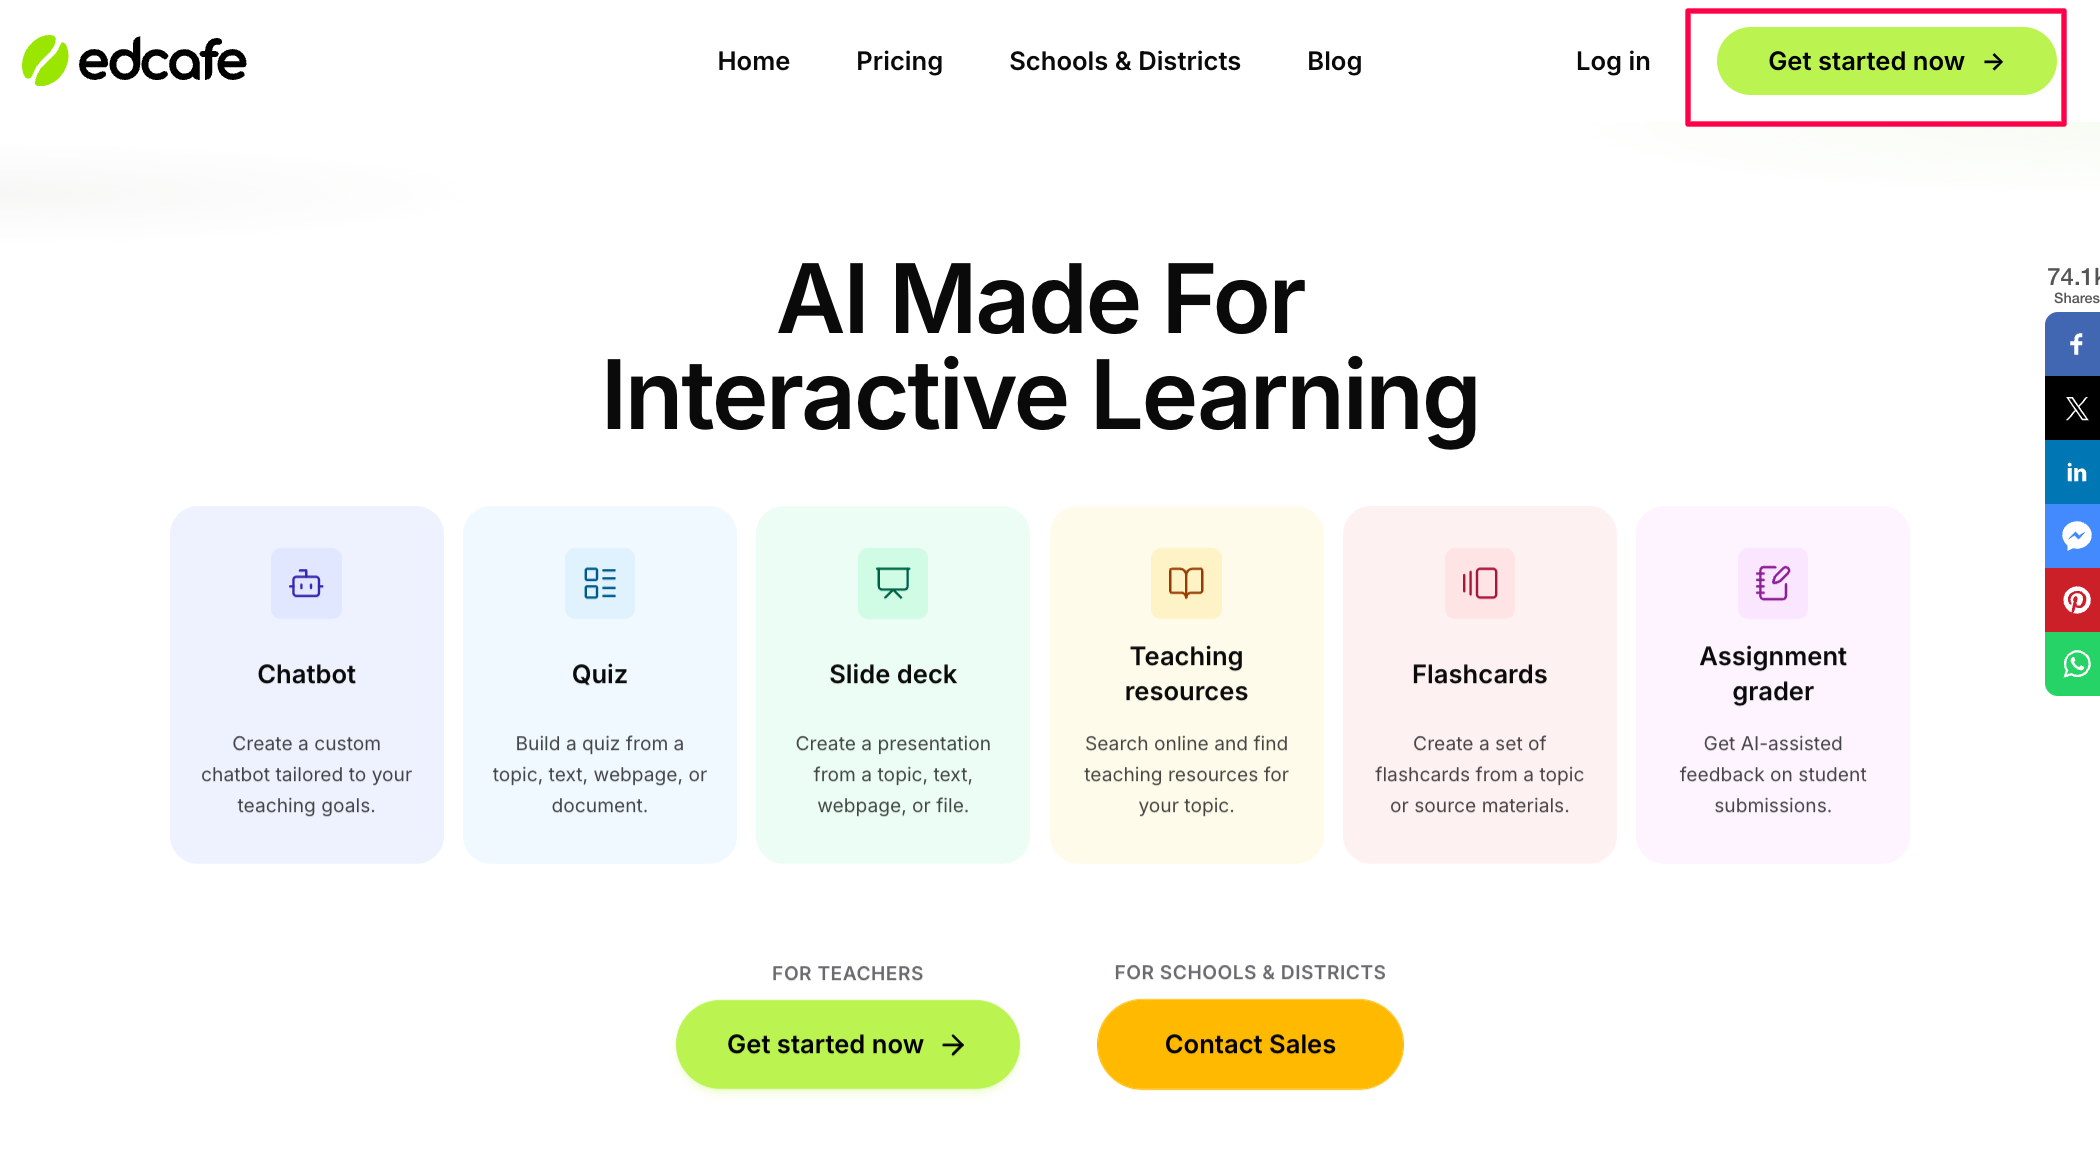 edcafe
Home
Pricing
Schools & Districts
Blog
Log in
Get started now →
AI Made For
Interactive Learning
74.1k
Shares
Chatbot
Create a custom
chatbot tailored to your
teaching goals.
Quiz
Build a quiz from a
topic, text, webpage, or
document.
Slide deck
Create a presentation
from a topic, text,
webpage, or file.
Teaching
resources
Search online and find
teaching resources for
your topic.
Flashcards
Create a set of
flashcards from a topic
or source materials.
Assignment
grader
Get AI-assisted
feedback on student
submissions.
FOR TEACHERS
Get started now →
FOR SCHOOLS & DISTRICTS
Contact Sales